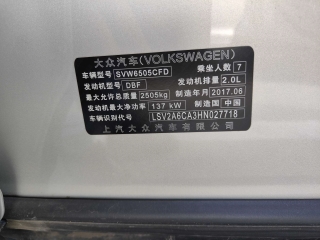 大众汽车(VOLKSWAGEN)
车辆型号 SVW6505CFD 乘坐人数 7
发动机型号 DBF 发动机排量 2.0L
最大允许总质量 2505kg 制造年月 2017.06
发动机最大净功率 137 kW 制造国 中国
车辆识别代号 LSV2A6CA3HN027718
上汽大众汽车有限公司